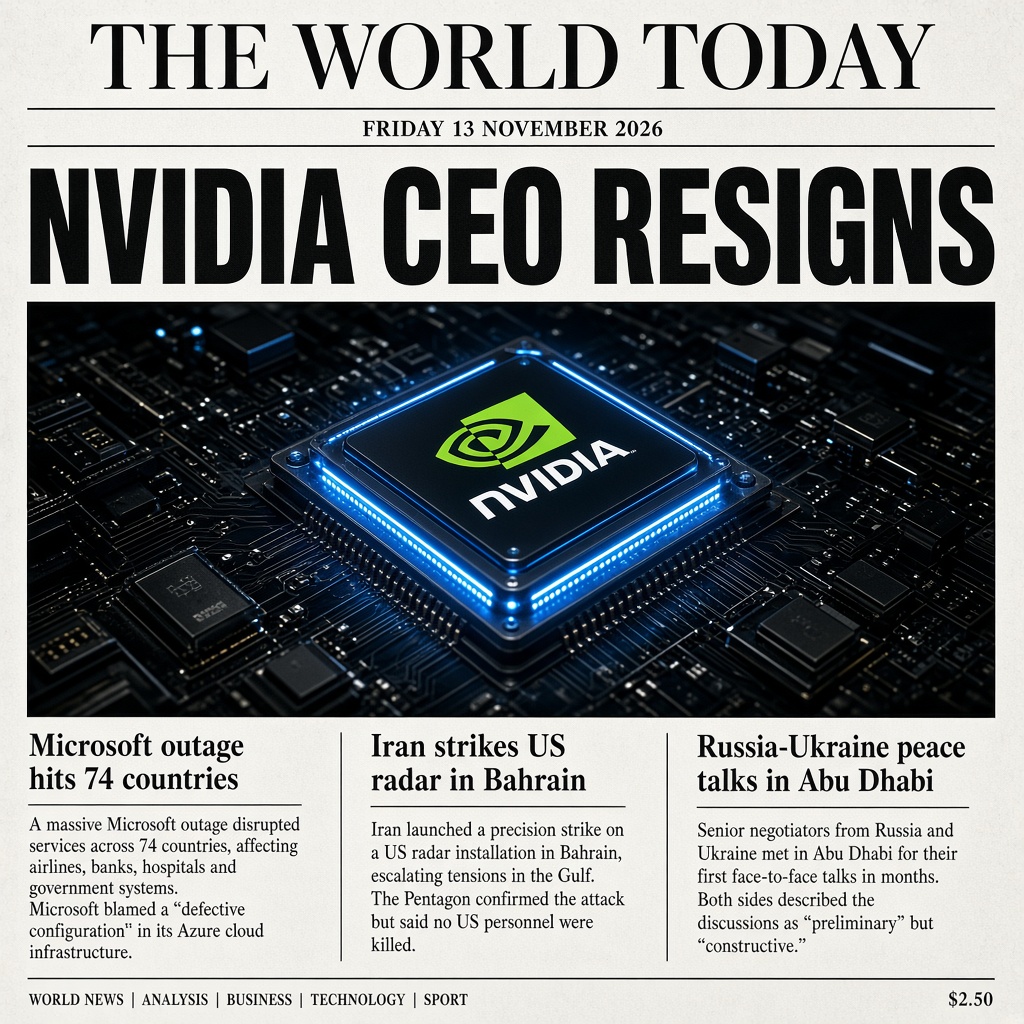 THE WORLD TODAY
FRIDAY 13 NOVEMBER 2026
NVIDIA CEO RESIGNS
nVIDIA
Microsoft outage
hits 74 countries
A massive Microsoft outage disrupted
services across 74 countries, affecting
airlines, banks, hospitals and
government systems.
Microsoft blamed a “defective
configuration" in its Azure cloud
infrastructure.
Iran strikes US
radar in Bahrain
Iran launched a precision strike on
a US radar installation in Bahrain,
escalating tensions in the Gulf.
The Pentagon confirmed the attack
but said no US personnel were
killed.
Russia-Ukraine peace
talks in Abu Dhabi
Senior negotiators from Russia and
Ukraine met in Abu Dhabi for their
first face-to-face talks in months.
Both sides described the
discussions as “preliminary” but
“constructive.”
WORLD NEWS | ANALYSIS | BUSINESS | TECHNOLOGY | SPORT
$2.50